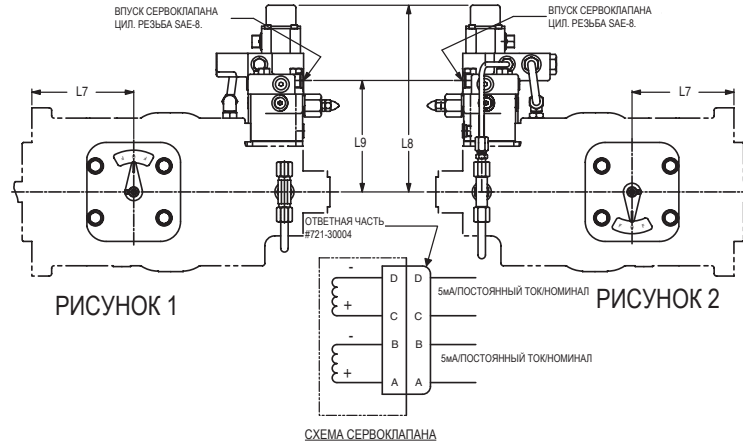 ВПУСК СЕРВОКЛАПАНА
ЦИЛ. РЕЗЬБА SAE-8.
ВПУСК СЕРВОКЛАПАНА
ЦИЛ. РЕЗЬБА SAE-8.
L7
L9
L8
L7
ОТВЕТНАЯ ЧАСТЬ
#721-30004
РИСУНОК 1
РИСУНОК 2
- D D
5мА/ПОСТОЯННЫЙ ТОК/НОМИНАЛ
+ C C
- B B
5мА/ПОСТОЯННЫЙ ТОК/НОМИНАЛ
+ A A
СХЕМА СЕРВОКЛАПАНА